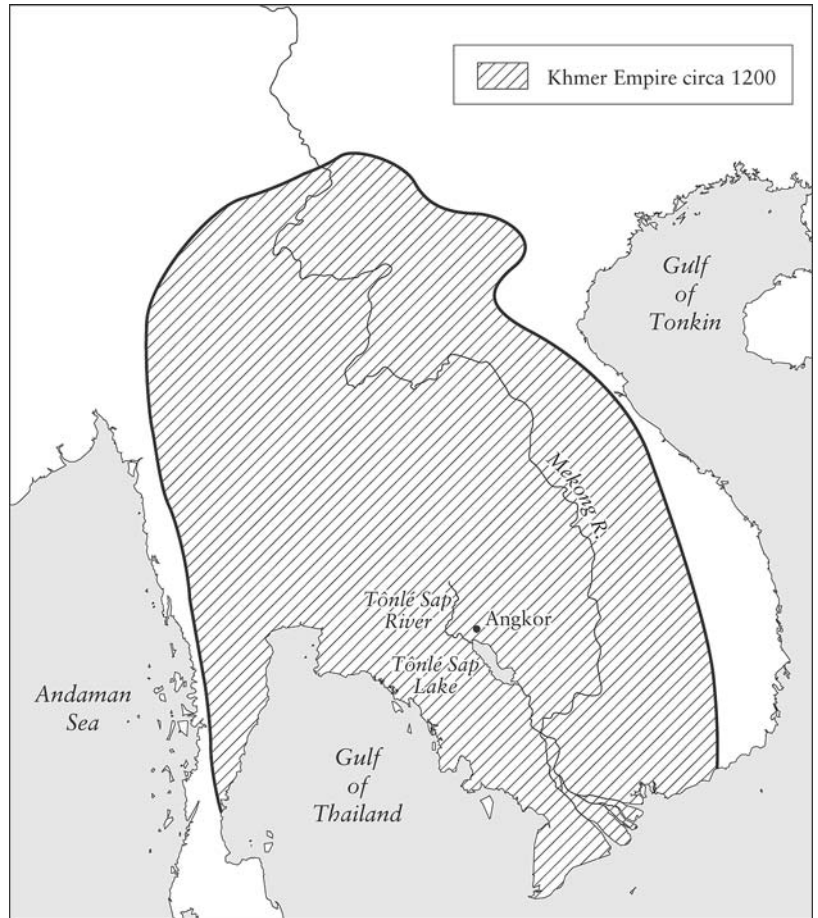 Khmer Empire circa 1200
Gulf
of
Tonkin
Mekong R.
Tônlé Sap
River
Angkor
Tônlé Sap
Lake
Andaman
Sea
Gulf
of
Thailand